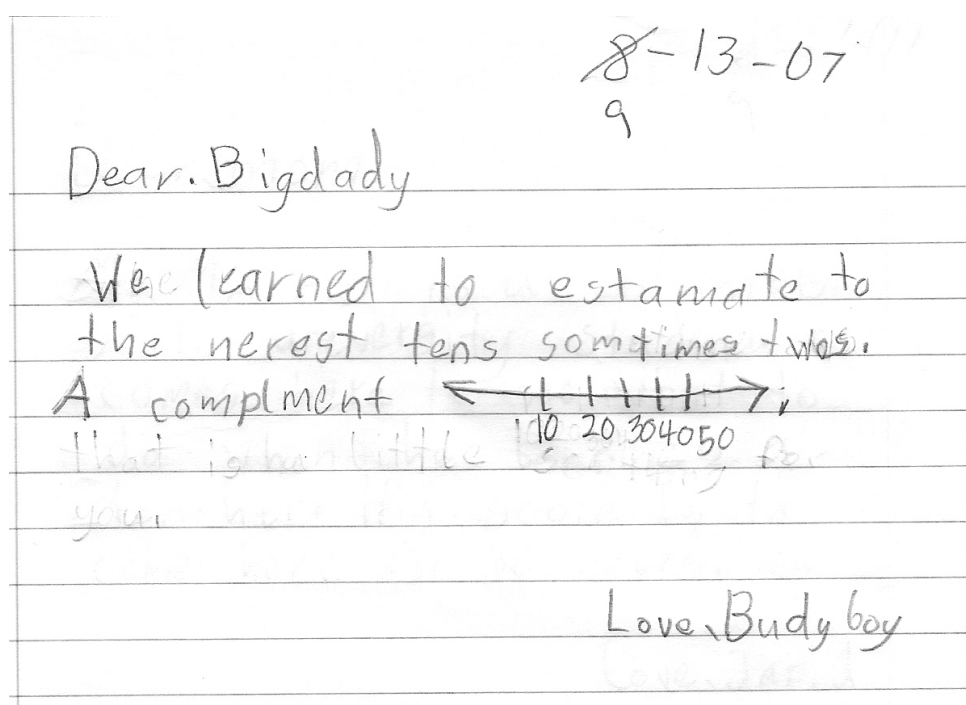 8-13-07
9
Dear. Bigdady
We learned to estamate to
the nerest tens somtimes twos.
A complment
10 20 30 40 50
Love, Budy boy